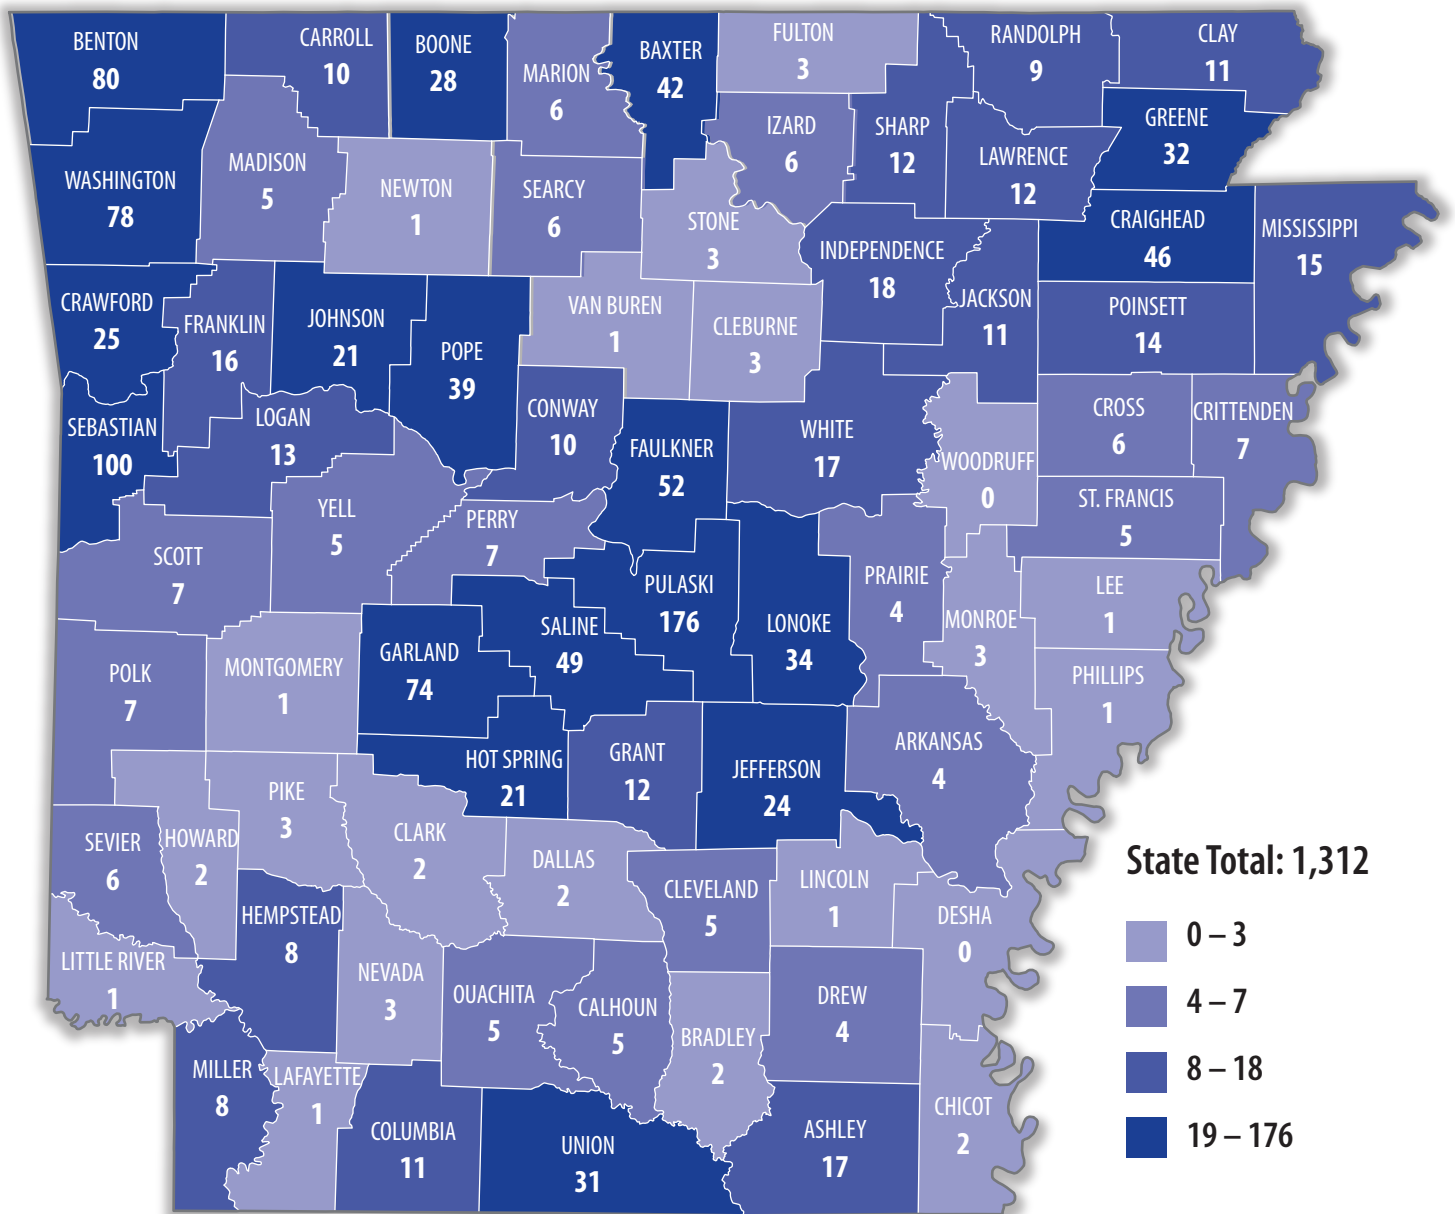 BENTON
80
CARROLL
10
BOONE
28
MARION
6
BAXTER
42
FULTON
3
RANDOLPH
9
CLAY
11
IZARD
6
SHARP
12
LAWRENCE
12
GREENE
32
WASHINGTON
78
MADISON
5
NEWTON
1
SEARCY
6
STONE
3
INDEPENDENCE
18
CRAIGHEAD
46
MISSISSIPPI
15
CRAWFORD
25
FRANKLIN
16
JOHNSON
21
POPE
39
VAN BUREN
1
CLEBURNE
3
JACKSON
11
POINSETT
14
SEBASTIAN
100
LOGAN
13
CONWAY
10
FAULKNER
52
WHITE
17
WOODRUFF
0
CROSS
6
CRITTENDEN
7
SCOTT
7
YELL
5
PERRY
7
ST. FRANCIS
5
PULASKI
176
LONOKE
34
PRAIRIE
4
MONROE
3
LEE
1
POLK
7
MONTGOMERY
1
GARLAND
74
SALINE
49
PHILLIPS
1
HOT SPRING
21
GRANT
12
JEFFERSON
24
ARKANSAS
4
SEVIER
6
HOWARD
2
PIKE
3
CLARK
2
DALLAS
2
CLEVELAND
5
LINCOLN
1
DESHA
0
LITTLE RIVER
1
HEMPSTEAD
8
NEVADA
3
OUACHITA
5
CALHOUN
5
BRADLEY
2
DREW
4
MILLER
8
LAFAYETTE
1
COLUMBIA
11
UNION
31
ASHLEY
17
CHICOT
2
State Total: 1,312
0 – 3
4 – 7
8 – 18
19 – 176